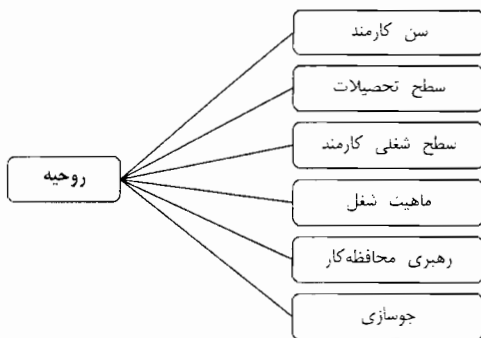 سن کارمند
سطح تحصیلات
سطح شغلی کارمند
روحیه
ماهیت شغل
رهبری محافظه‌کار
جوسازی